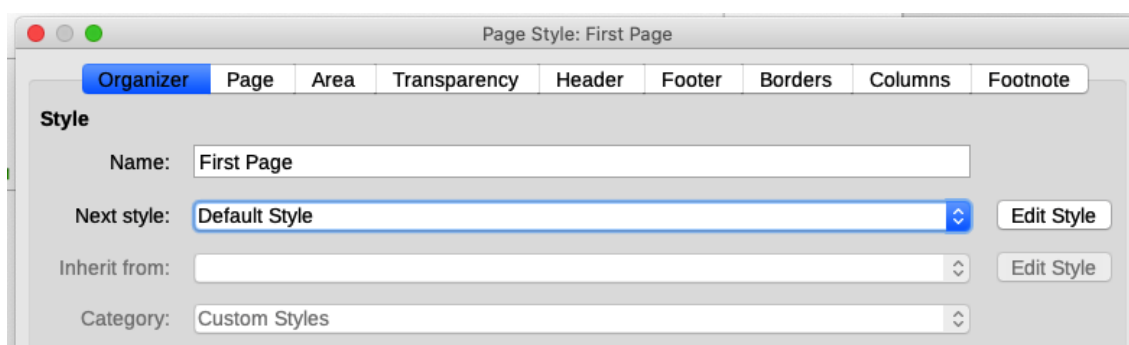 Page Style: First Page
Organizer Page Area Transparency Header Footer Borders Columns Footnote
Style
Name: First Page
Next style: Default Style Edit Style
Inherit from: Edit Style
Category: Custom Styles